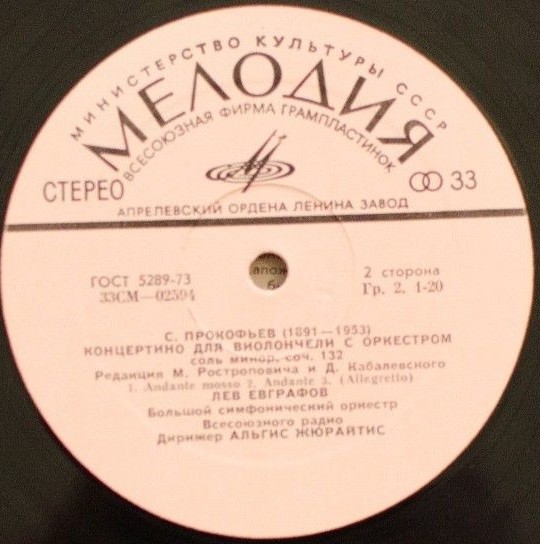 МИНИСТЕРСТВО КУЛЬТУРЫ СССР
МЕЛОДИЯ
ВСЕСОЮЗНАЯ ФИРМА ГРАМПЛАСТИНОК
СТЕРЕО
33
АПРЕЛЕВСКИЙ ОРДЕНА ЛЕНИНА ЗАВОД
ГОСТ 5289-73
33СМ—02594
2 сторона
Гр. 2. 1-20
С. ПРОКОФЬЕВ (1891—1953)
КОНЦЕРТИНО ДЛЯ ВИОЛОНЧЕЛИ С ОРКЕСТРОМ
соль минор, соч. 132
Редакция М. Ростроповича и Д. Кабалевского
1. Andante mosso 2. Andante 3. (Allegretto)
ЛЕВ ЕВГРАФОВ
Большой симфонический оркестр
Всесоюзного радио
Дирижер АЛЬГИС ЖЮРАЙТИС